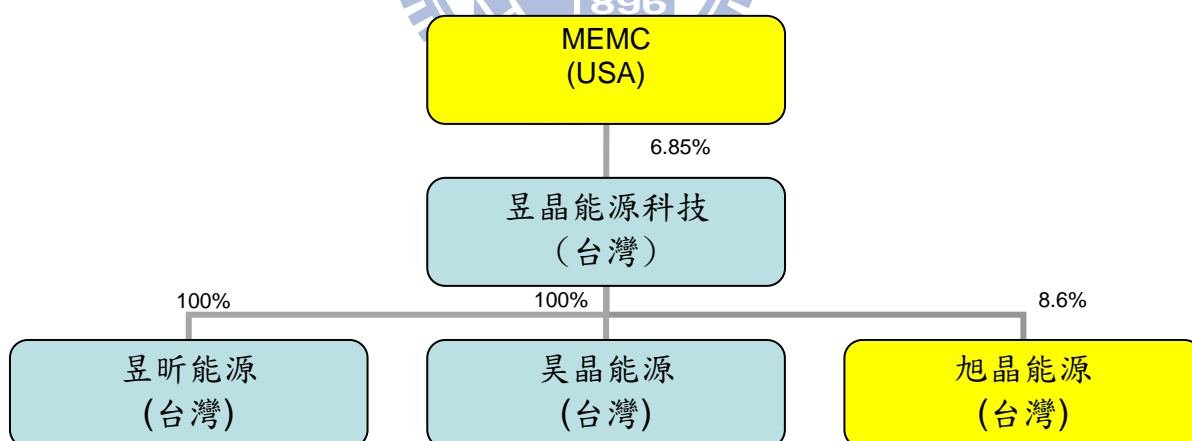 1896
MEMC
(USA)
6.85%
昱晶能源科技
（台灣）
100%
100%
8.6%
昱昕能源
(台灣)
昊晶能源
(台灣)
旭晶能源
(台灣)